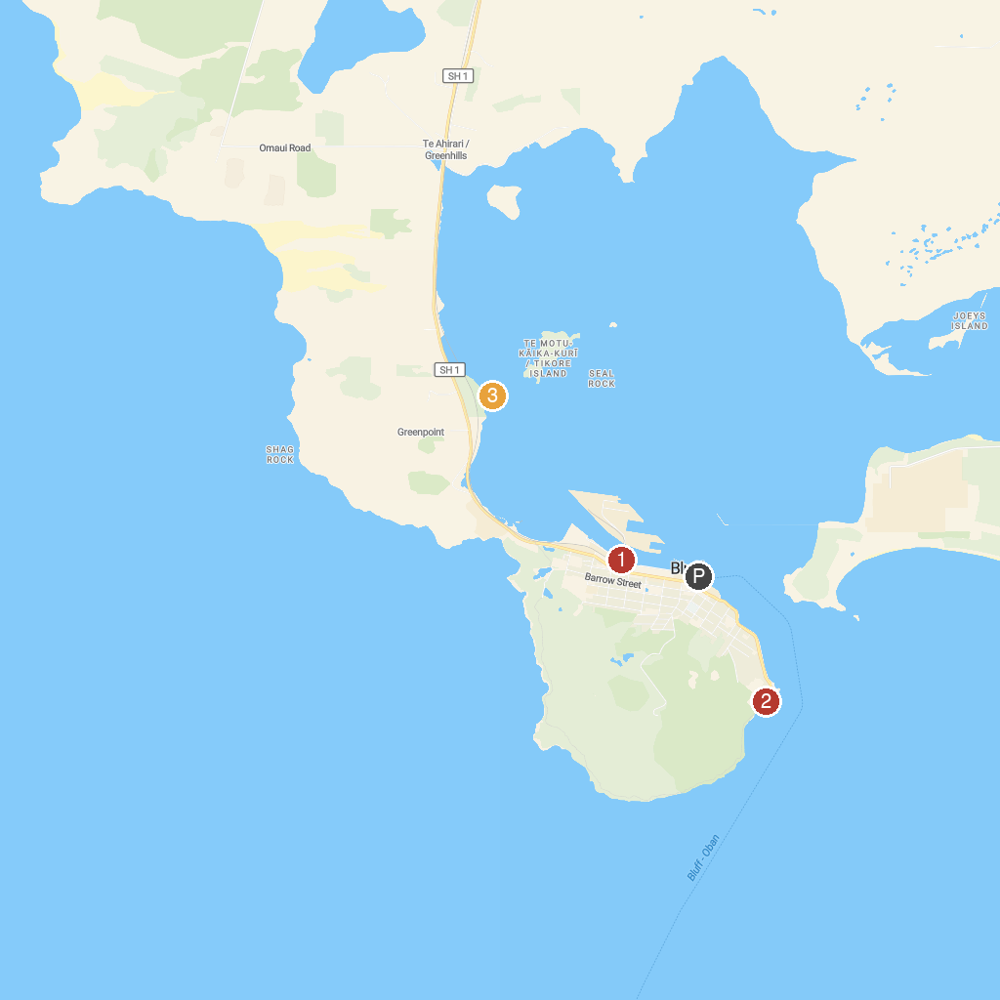 SH 1
Te Ahirari /
Greenhills
Omaui Road
JOEYS
ISLAND
TE MOTU-
KĀIKA-KURĪ
/ TIKORE
ISLAND
SH 1
SEAL
ROCK
3
Greenpoint
SHAG
ROCK
1
P
Barrow Street
2
Bluff - Oban